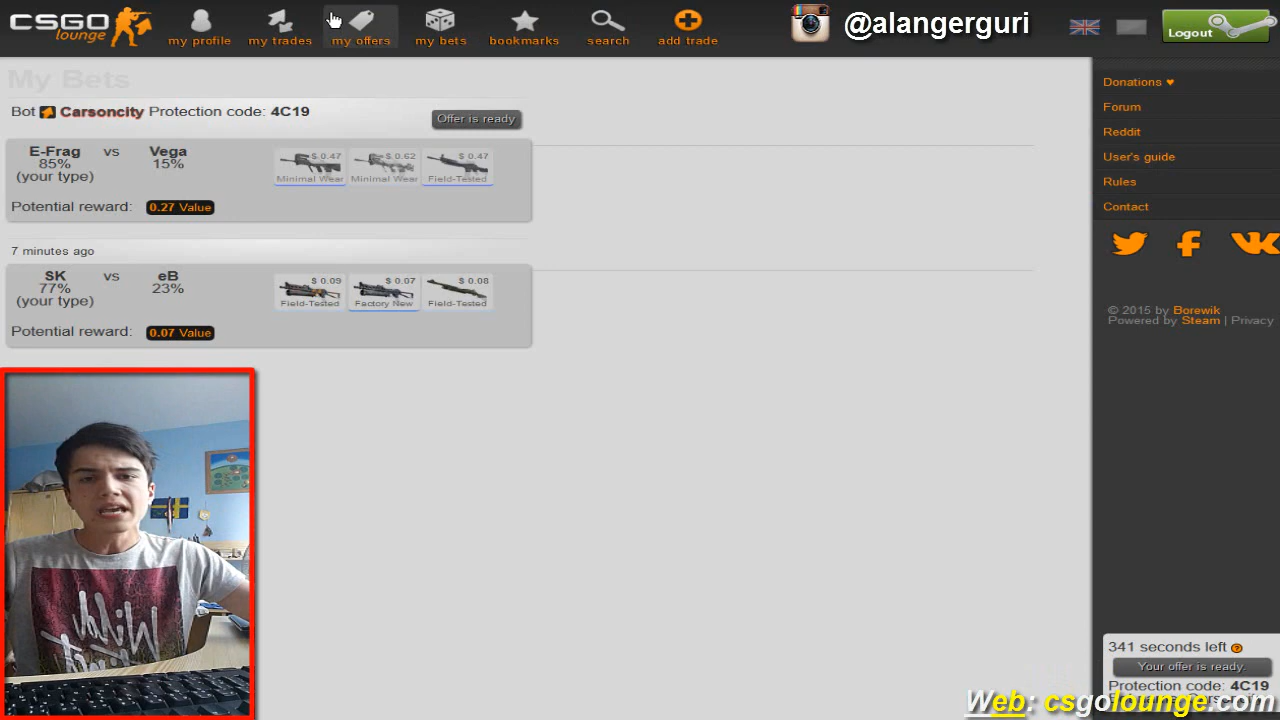 CSGO lounge
my profile
my trades
my offers
my bets
bookmarks
search
add trade
@alangerguri
Logout
My Bets
Bot Carsoncity Protection code: 4C19
Offer is ready
E-Frag vs Vega
85% 15%
(your type)
$ 0.47 $ 0.62 $ 0.47
Minimal Wear Minimal Wear Field-Tested
Potential reward: 0.27 Value
7 minutes ago
SK vs eB
77% 23%
(your type)
$ 0.09 $ 0.07 $ 0.08
Field-Tested Factory New Field-Tested
Potential reward: 0.07 Value
Donations ♥
Forum
Reddit
User's guide
Rules
Contact
© 2015 by Borewik
Powered by Steam | Privacy
341 seconds left
Your offer is ready.
Protection code: 4C19
Web: csgolounge.com